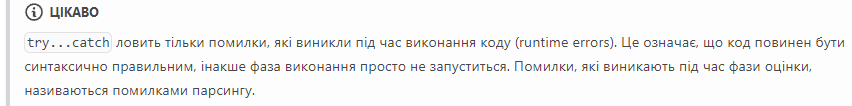 ЦІКАВО
try...catch ловить тільки помилки, які виникли під час виконання коду (runtime errors). Це означає, що код повинен бути
синтаксично правильним, інакше фаза виконання просто не запуститься. Помилки, які виникають під час фази оцінки,
називаються помилками парсингу.